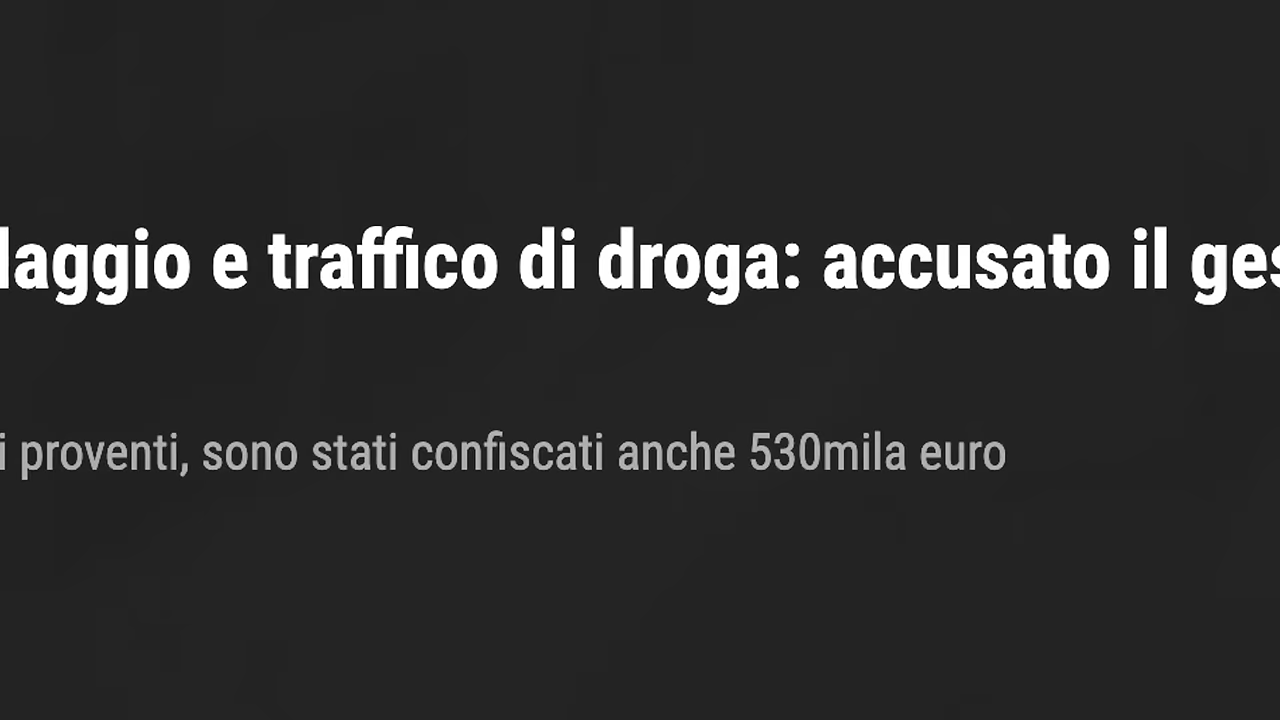 laggio e traffico di droga: accusato il ges
i proventi, sono stati confiscati anche 530mila euro